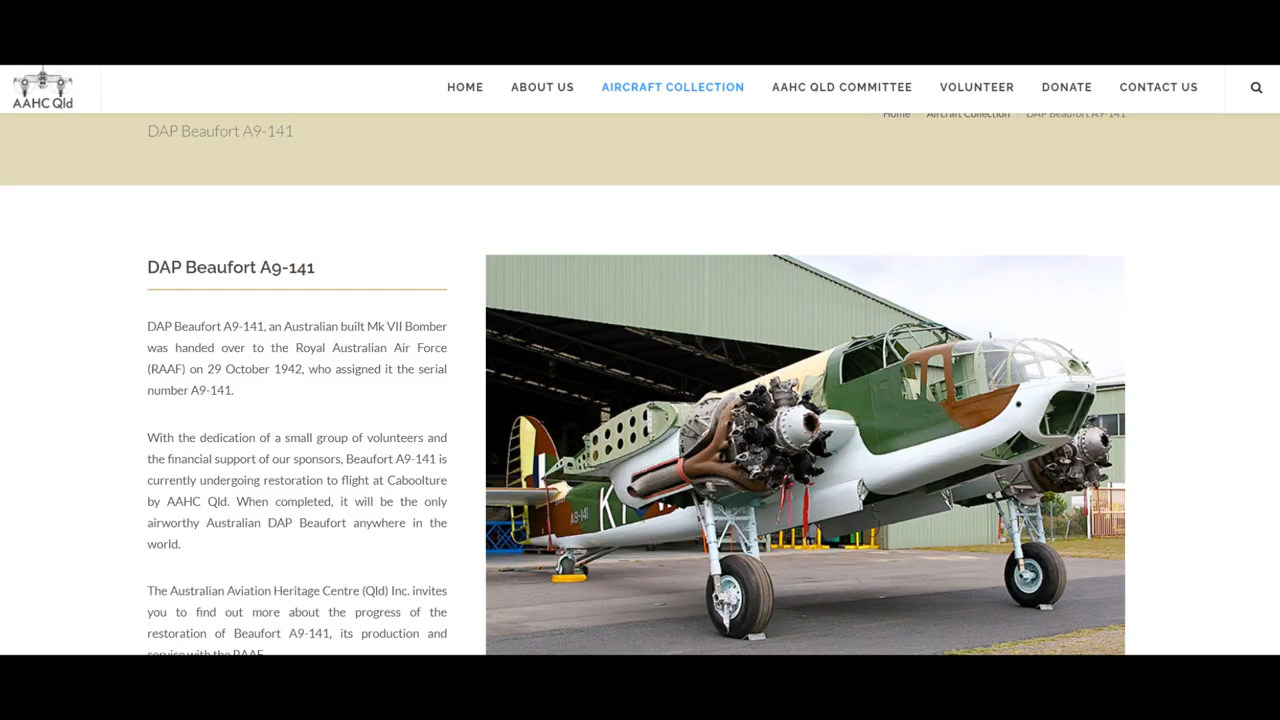 AAHC Qld
HOME ABOUT US AIRCRAFT COLLECTION AAHC QLD COMMITTEE VOLUNTEER DONATE CONTACT US
Home Aircraft Collection DAP Beaufort A9-141
DAP Beaufort A9-141
DAP Beaufort A9-141
DAP Beaufort A9-141, an Australian built Mk VII Bomber
was handed over to the Royal Australian Air Force
(RAAF) on 29 October 1942, who assigned it the serial
number A9-141.
With the dedication of a small group of volunteers and
the financial support of our sponsors, Beaufort A9-141 is
currently undergoing restoration to flight at Caboolture
by AAHC Qld. When completed, it will be the only
airworthy Australian DAP Beaufort anywhere in the
world.
The Australian Aviation Heritage Centre (Qld) Inc. invites
you to find out more about the progress of the
restoration of Beaufort A9-141, its production and
service with the RAAF.
A9-141